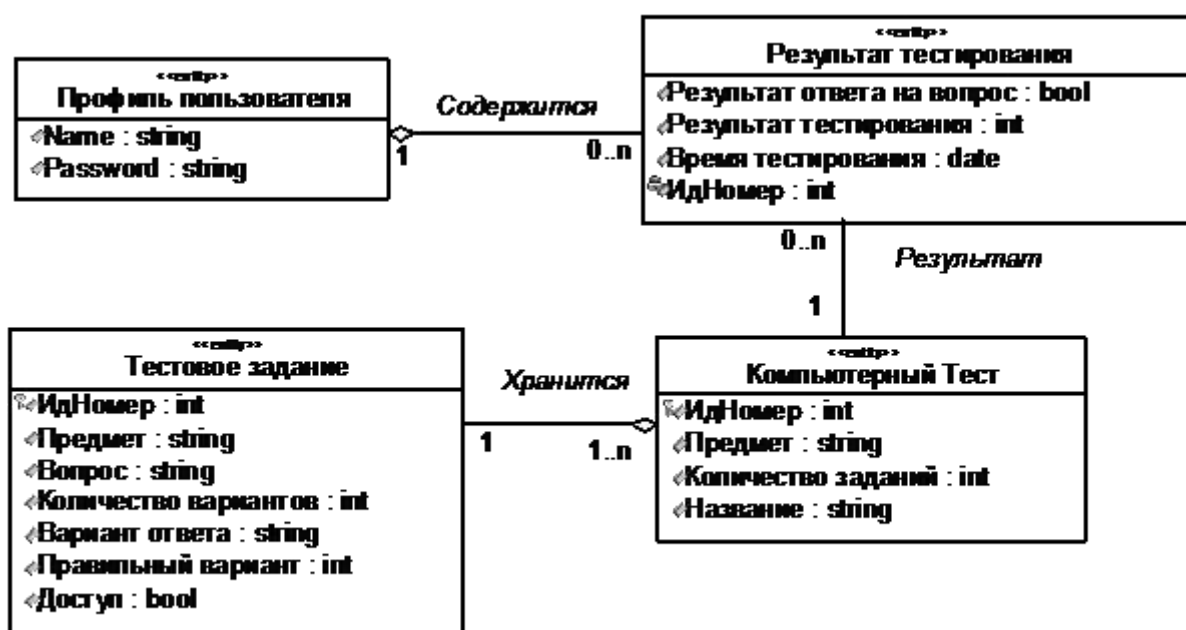 «entity»
Профиль пользователя
Name : string
Password : string
Содержится
1
0..n
«entity»
Результат тестирования
Результат ответа на вопрос : bool
Результат тестирования : int
Время тестирования : date
ИдНомер : int
0..n
Результат
1
«entity»
Тестовое задание
ИдНомер : int
Предмет : string
Вопрос : string
Количество вариантов : int
Вариант ответа : string
Правильный вариант : int
Доступ : bool
Хранится
1
1..n
«entity»
Компьютерный Тест
ИдНомер : int
Предмет : string
Количество заданий : int
Название : string